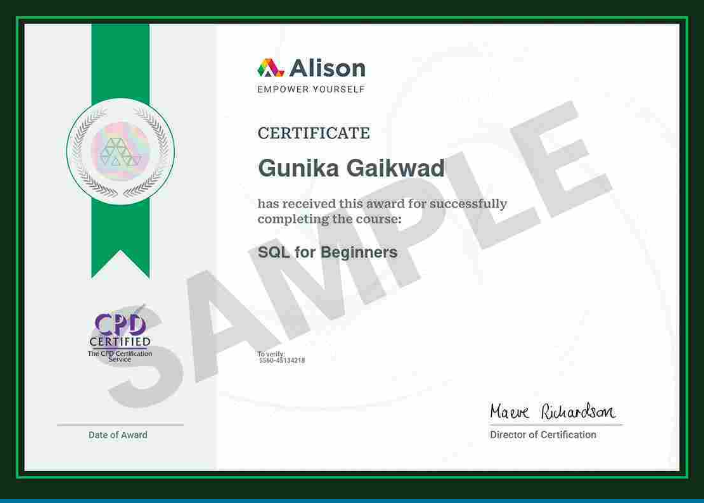 Alison
EMPOWER YOURSELF
CERTIFICATE
Gunika Gaikwad
has received this award for successfully
completing the course:
SQL for Beginners
SAMPLE
CPD
CERTIFIED
The CPD Certification
Service
To verify:
5560-45134218
Maeve Richardson
Date of Award
Director of Certification